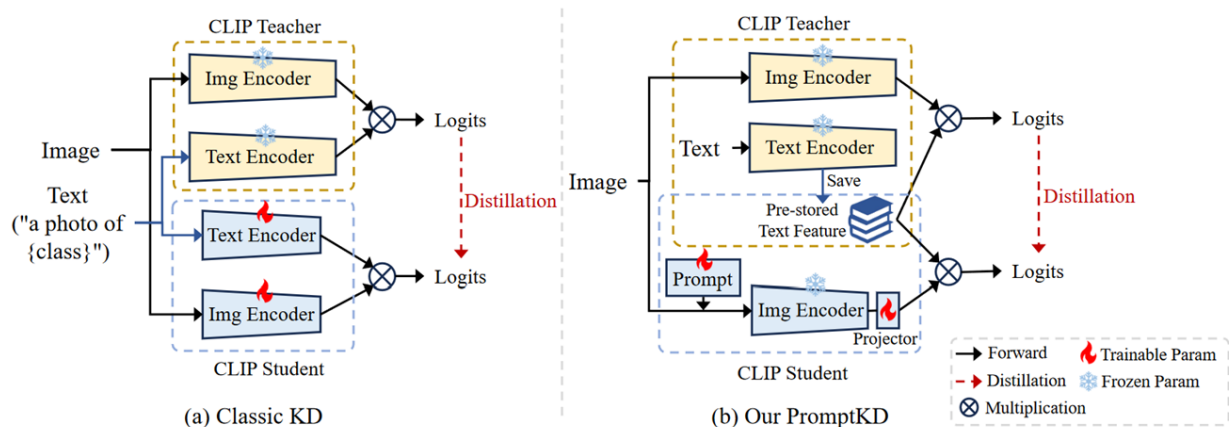 CLIP Teacher
Img Encoder
Text Encoder
Logits
Image
Text
("a photo of
{class}")
Distillation
Text Encoder
Img Encoder
Logits
CLIP Student
(a) Classic KD
CLIP Teacher
Img Encoder
Logits
Text
Text Encoder
Save
Image
Pre-stored
Text Feature
Distillation
Prompt
Img Encoder
Projector
Logits
CLIP Student
(b) Our PromptKD
Forward
Trainable Param
Distillation
Frozen Param
Multiplication